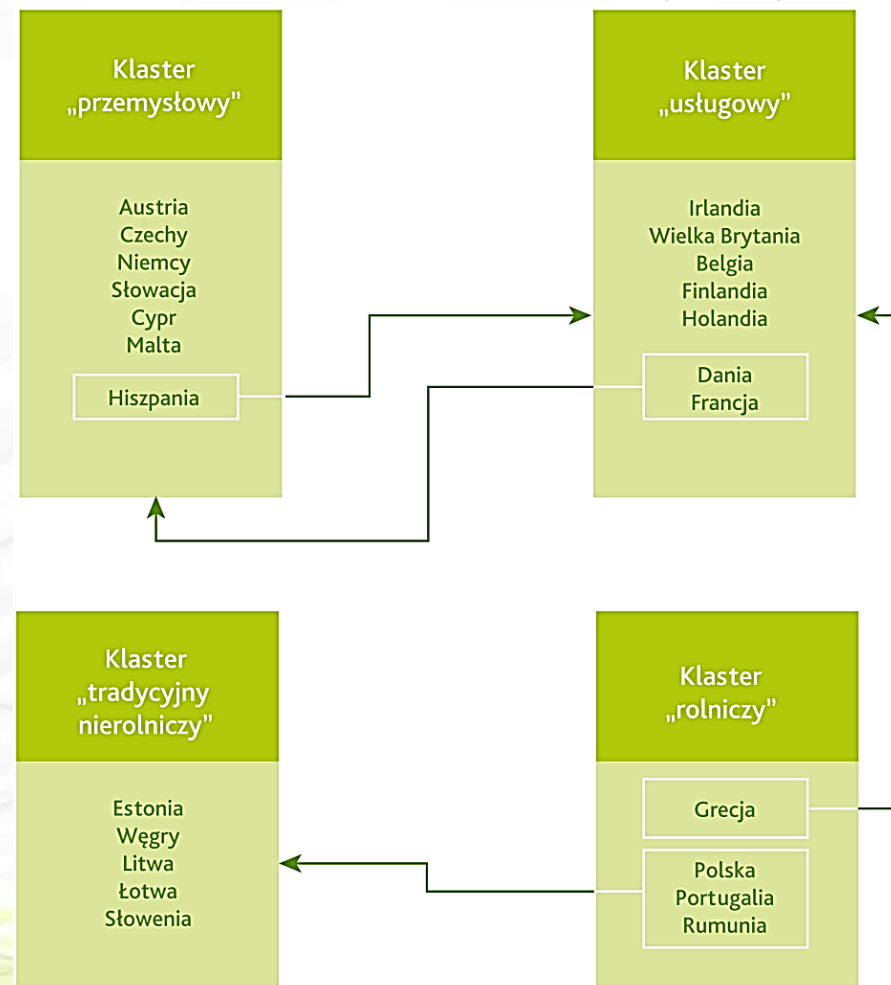 Klaster
„przemysłowy”
Austria
Czechy
Niemcy
Słowacja
Cypr
Malta
Hiszpania
Klaster
„usługowy”
Irlandia
Wielka Brytania
Belgia
Finlandia
Holandia
Dania
Francja
Klaster
„tradycyjny
nierolniczy”
Estonia
Węgry
Litwa
Łotwa
Słowenia
Klaster
„rolniczy”
Grecja
Polska
Portugalia
Rumunia